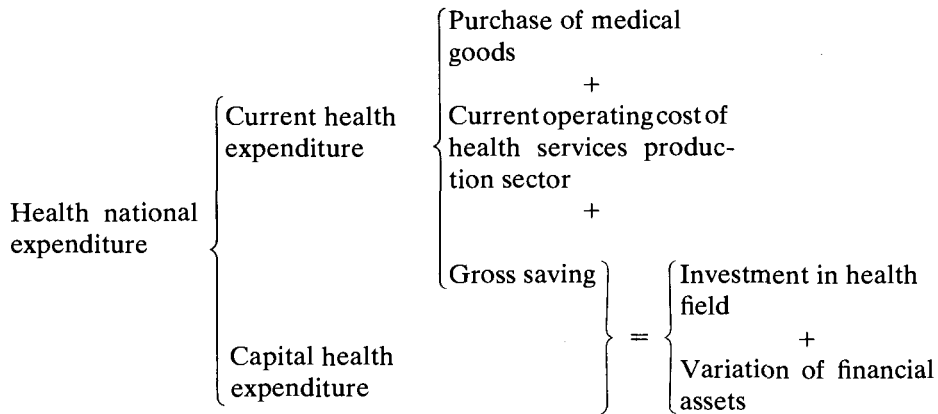 Purchase of medical
goods
+
Current health
expenditure
Current operating cost of
health services produc-
tion sector
+
Health national
expenditure
Gross saving
=
Investment in health
field
+
Capital health
expenditure
Variation of financial
assets